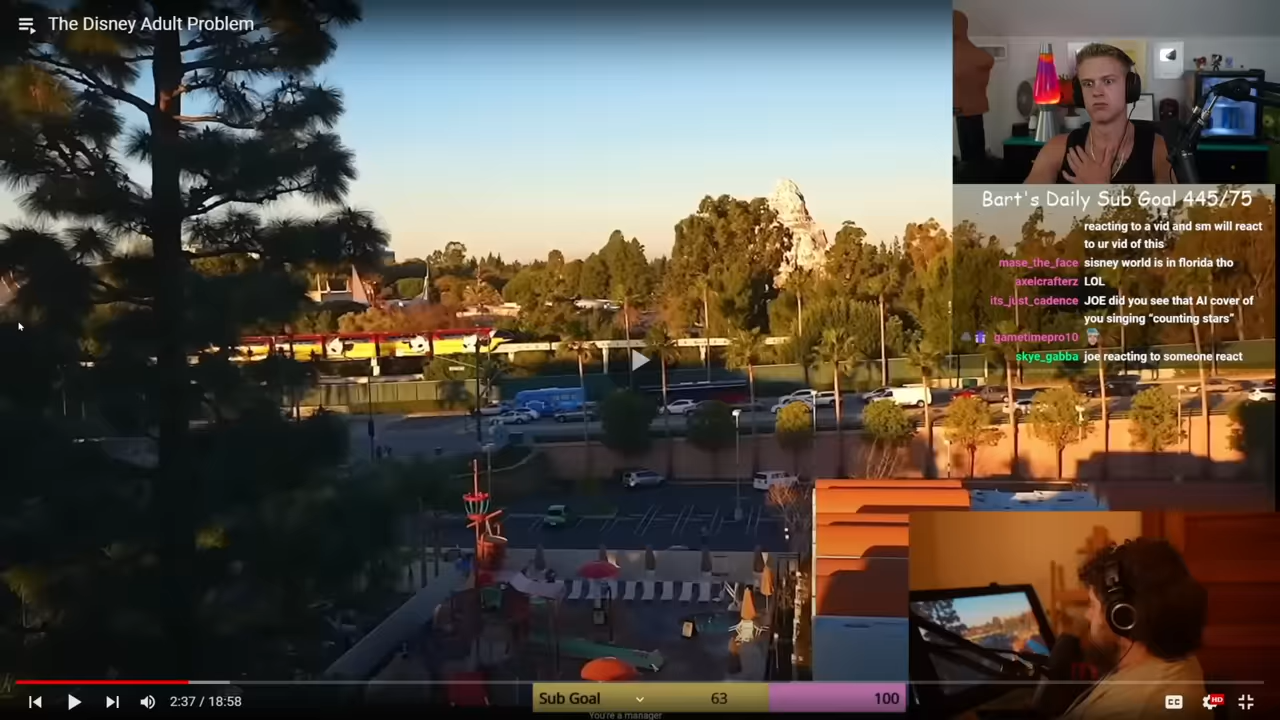 The Disney Adult Problem
Bart's Daily Sub Goal 445/75
reacting to a vid and sm will react
to ur vid of this
mase_the_face sisney world is in florida tho
axelcrafterz LOL
its_just_cadence JOE did you see that AI cover of
you singing “counting stars”
gametimepro10
skye_gabba joe reacting to someone react
2:37 / 18:58
Sub Goal 63 100
You're a manager
CC
HD